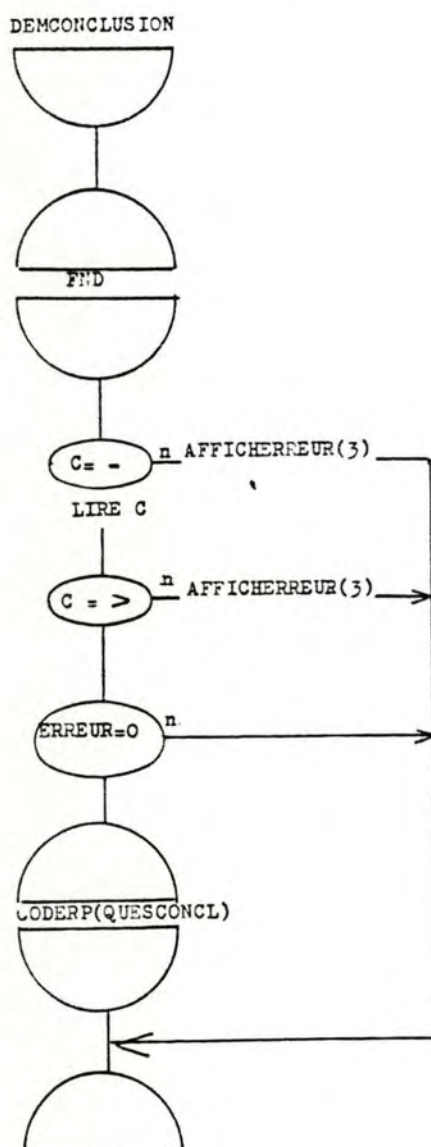 DEMCONCLUSION
FND
C= - n AFFICHERREUR(3)
LIRE C
C = > n AFFICHERREUR(3)
ERREUR=0 n
CODERP(QUESCONCL)